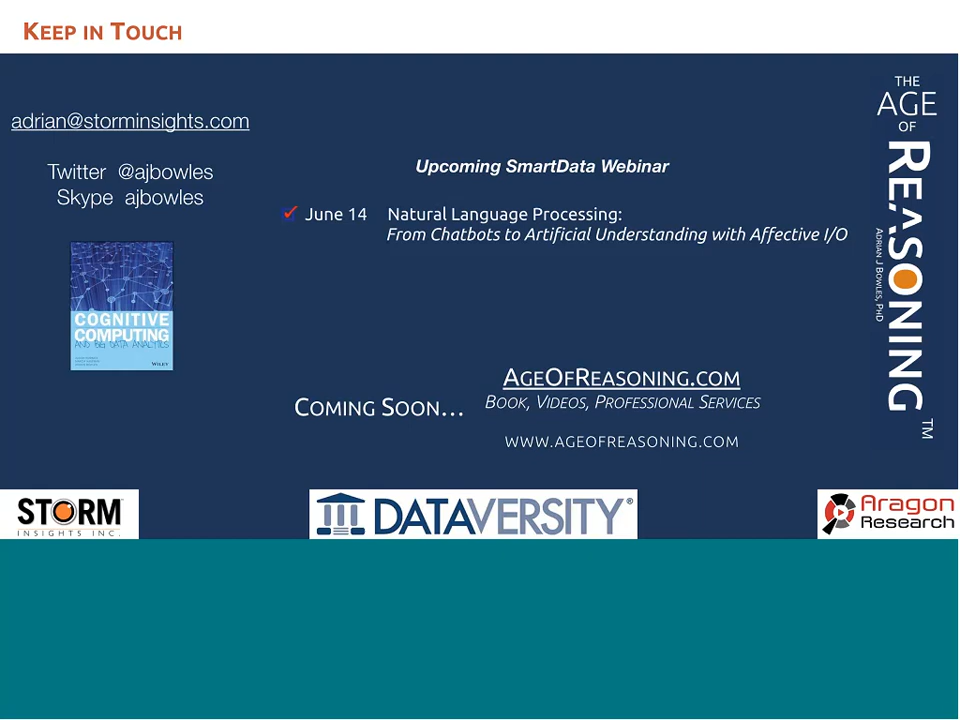 KEEP IN TOUCH
adrian@storminsights.com
Twitter @ajbowles
Skype ajbowles
COGNITIVE
COMPUTING
AND BIG DATA ANALYTICS
WILEY
Upcoming SmartData Webinar
✓ June 14 Natural Language Processing:
From Chatbots to Artificial Understanding with Affective I/O
COMING SOON…
AGEOFREASONING.COM
BOOK, VIDEOS, PROFESSIONAL SERVICES
WWW.AGEOFREASONING.COM
THE
AGE
OF
REASONING™
ADRIAN J BOWLES, PHD
STORM
INSIGHTS INC.
DATAVERSITY®
Aragon
Research